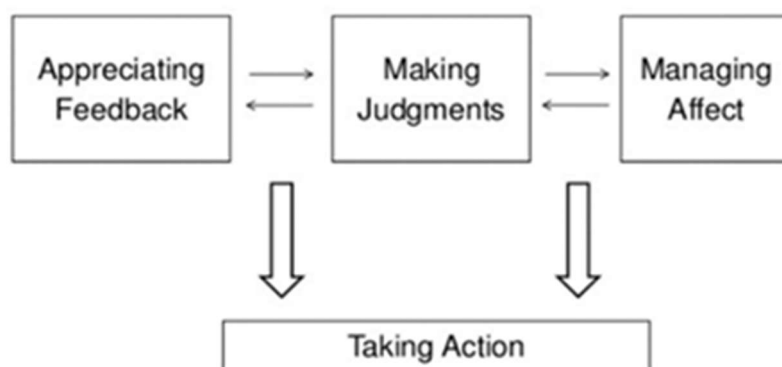 Appreciating
Feedback
Making
Judgments
Managing
Affect
Taking Action